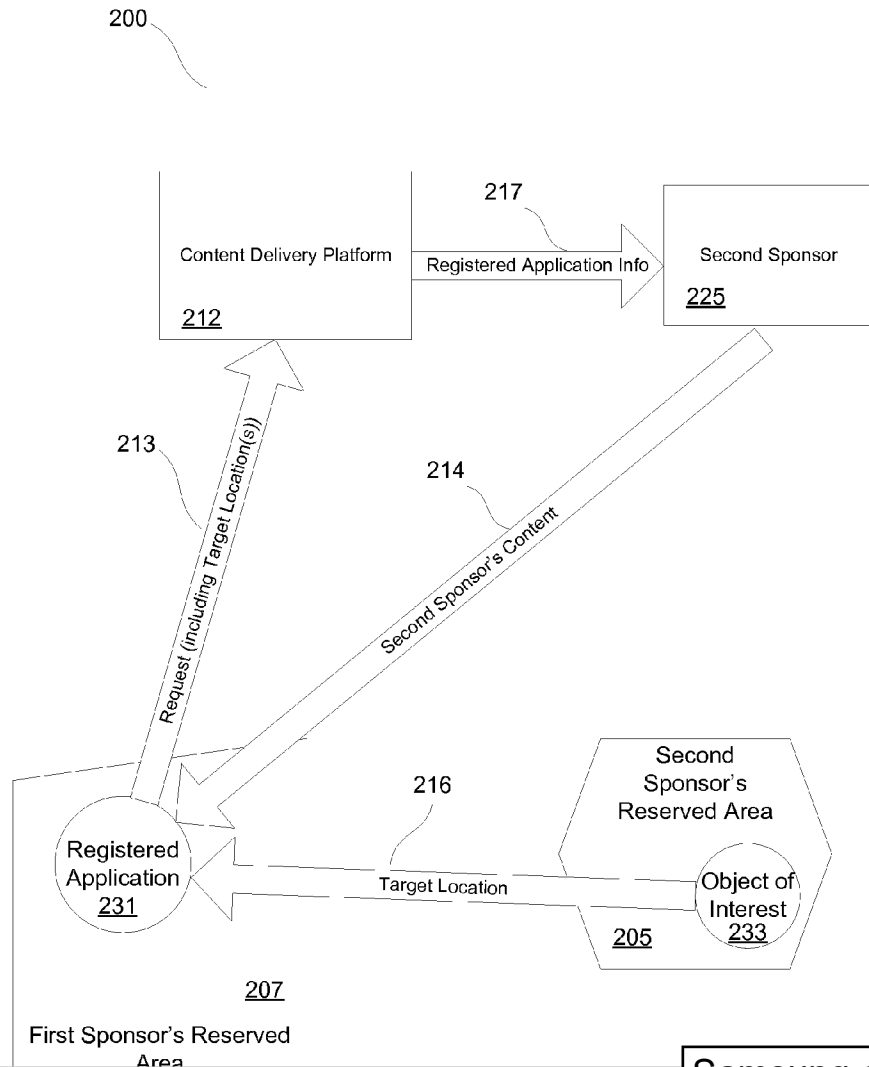 200
217
Content Delivery Platform
212
Registered Application Info
Second Sponsor
225
213
Request (including Target Location(s))
214
Second Sponsor's Content
Second
Sponsor's
Reserved Area
216
Registered
Application
231
Target Location
Object of
Interest
233
205
207
First Sponsor's Reserved
Area